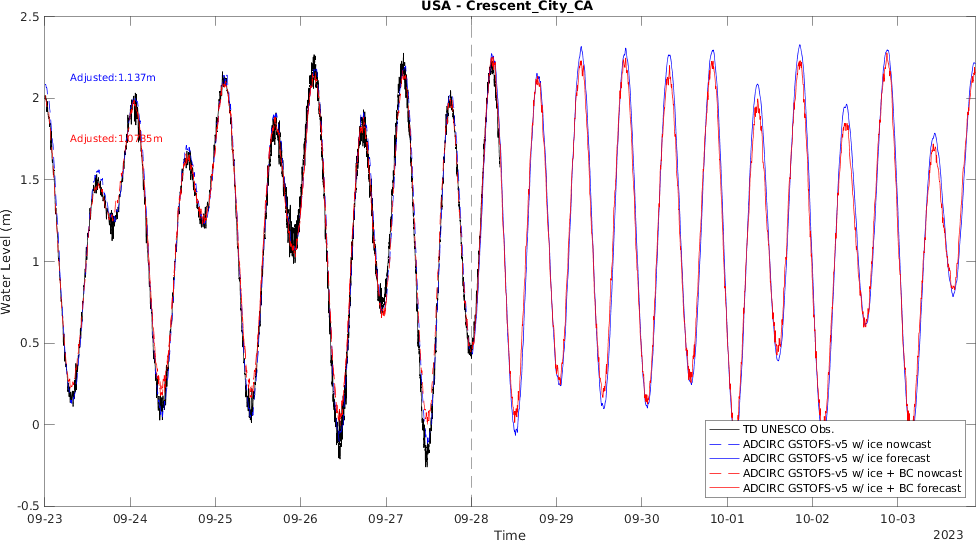 USA - Crescent_City_CA
2.5
2
1.5
1
0.5
0
-0.5
Water Level (m)
Adjusted:1.137m
Adjusted:1.0785m
TD UNESCO Obs.
ADCIRC GSTOFS-v5 w/ ice nowcast
ADCIRC GSTOFS-v5 w/ ice forecast
ADCIRC GSTOFS-v5 w/ ice + BC nowcast
ADCIRC GSTOFS-v5 w/ ice + BC forecast
09-23 09-24 09-25 09-26 09-27 09-28 09-29 09-30 10-01 10-02 10-03
Time
2023